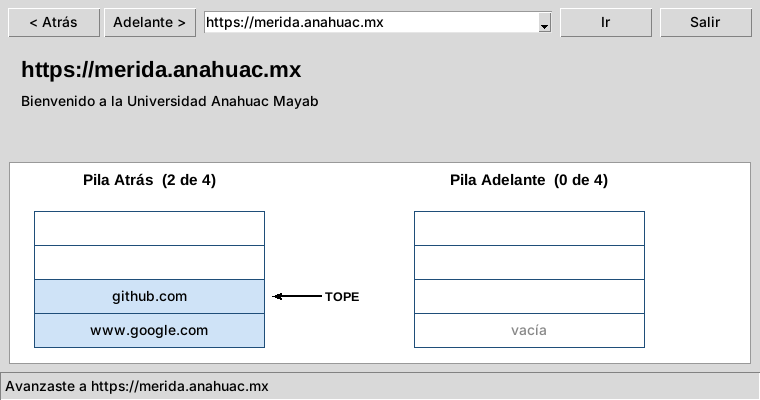 < Atrás
Adelante >
https://merida.anahuac.mx
Ir
Salir
https://merida.anahuac.mx
Bienvenido a la Universidad Anahuac Mayab
Pila Atrás  (2 de 4)
Pila Adelante  (0 de 4)
github.com
TOPE
www.google.com
vacía
Avanzaste a https://merida.anahuac.mx